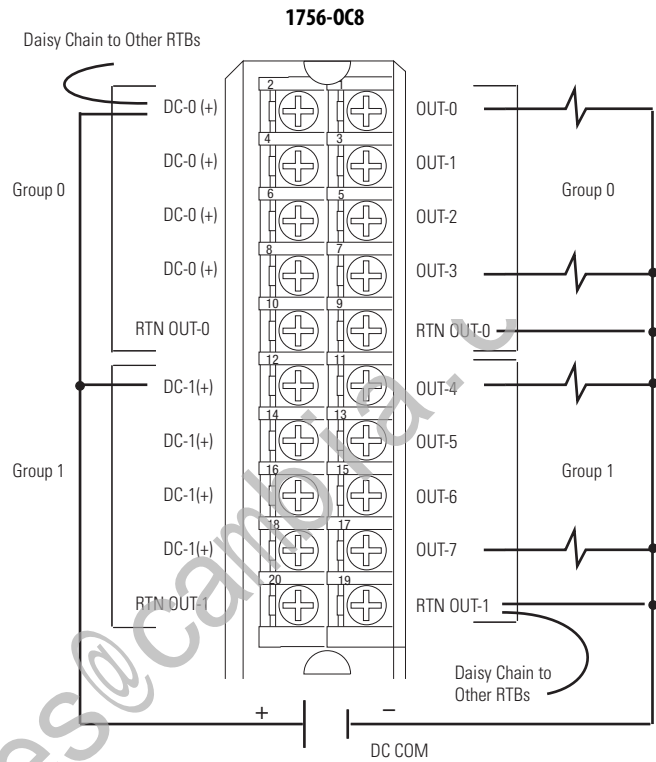 1756-OC8
Daisy Chain to Other RTBs
2 1
DC-0 (+) OUT-0
4 3
DC-0 (+) OUT-1
Group 0 Group 0
6 5
DC-0 (+) OUT-2
8 7
DC-0 (+) OUT-3
10 9
RTN OUT-0 RTN OUT-0
12 11
DC-1(+) OUT-4
14 13
DC-1(+) OUT-5
Group 1 Group 1
16 15
DC-1(+) OUT-6
18 17
DC-1(+) OUT-7
20 19
RTN OUT-1 RTN OUT-1
Daisy Chain to
Other RTBs
+ –
DC COM
es@cambia.